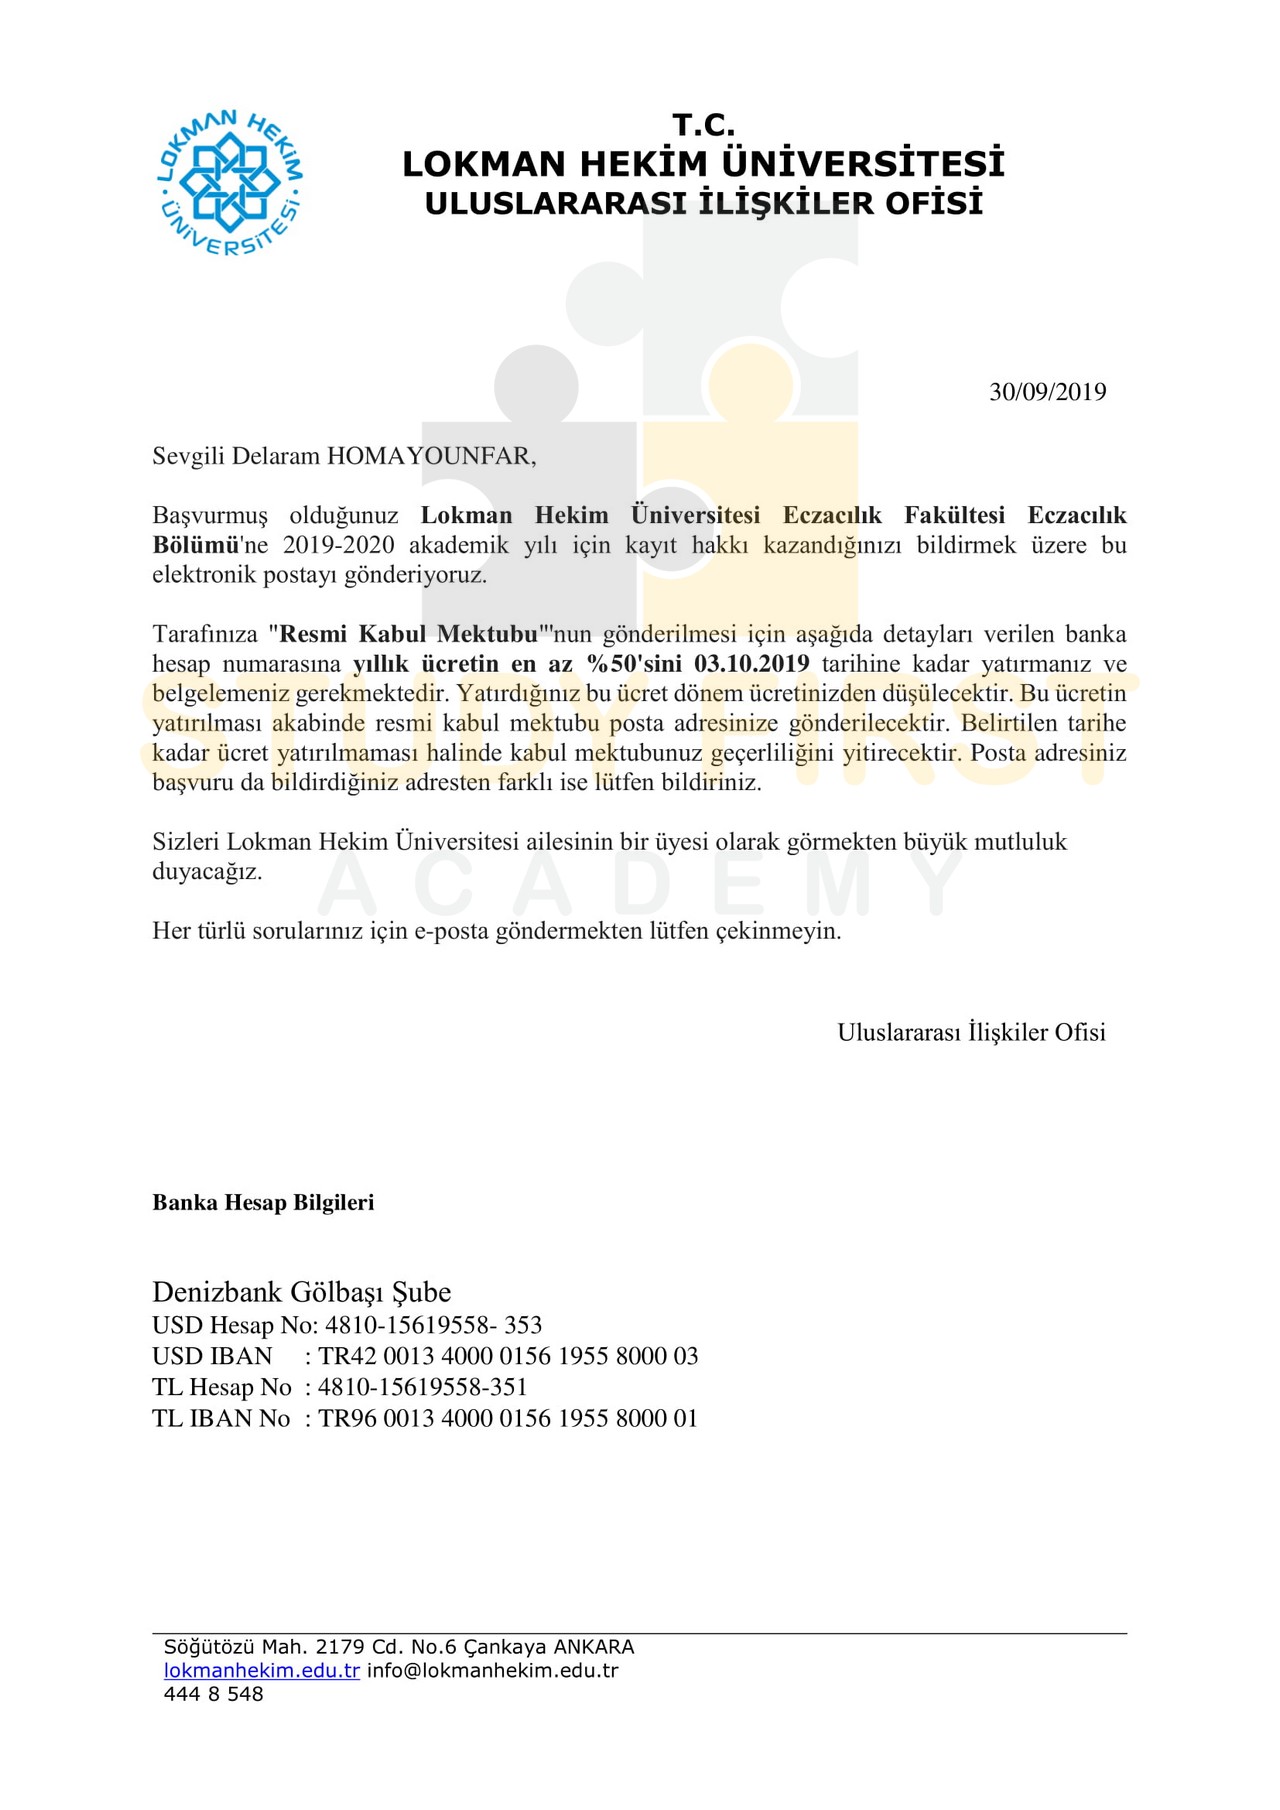 LOKMAN HEKİM
ÜNİVERSİTESİ
T.C.
LOKMAN HEKİM ÜNİVERSİTESİ
ULUSLARARASI İLİŞKİLER OFİSİ
30/09/2019
Sevgili Delaram HOMAYOUNFAR,
Başvurmuş olduğunuz Lokman Hekim Üniversitesi Eczacılık Fakültesi Eczacılık
Bölümü'ne 2019-2020 akademik yılı için kayıt hakkı kazandığınızı bildirmek üzere bu
elektronik postayı gönderiyoruz.
Tarafınıza "Resmi Kabul Mektubu"'nun gönderilmesi için aşağıda detayları verilen banka
hesap numarasına yıllık ücretin en az %50'sini 03.10.2019 tarihine kadar yatırmanız ve
belgelemeniz gerekmektedir. Yatırdığınız bu ücret dönem ücretinizden düşülecektir. Bu ücretin
yatırılması akabinde resmi kabul mektubu posta adresinize gönderilecektir. Belirtilen tarihe
kadar ücret yatırılmaması halinde kabul mektubunuz geçerliliğini yitirecektir. Posta adresiniz
başvuru da bildirdiğiniz adresten farklı ise lütfen bildiriniz.
STUDY FIRST
Sizleri Lokman Hekim Üniversitesi ailesinin bir üyesi olarak görmekten büyük mutluluk
duyacağız.
ACADEMY
Her türlü sorularınız için e-posta göndermekten lütfen çekinmeyin.
Uluslararası İlişkiler Ofisi
Banka Hesap Bilgileri
Denizbank Gölbaşı Şube
USD Hesap No: 4810-15619558- 353
USD IBAN : TR42 0013 4000 0156 1955 8000 03
TL Hesap No : 4810-15619558-351
TL IBAN No : TR96 0013 4000 0156 1955 8000 01
Söğütözü Mah. 2179 Cd. No.6 Çankaya ANKARA
lokmanhekim.edu.tr info@lokmanhekim.edu.tr
444 8 548